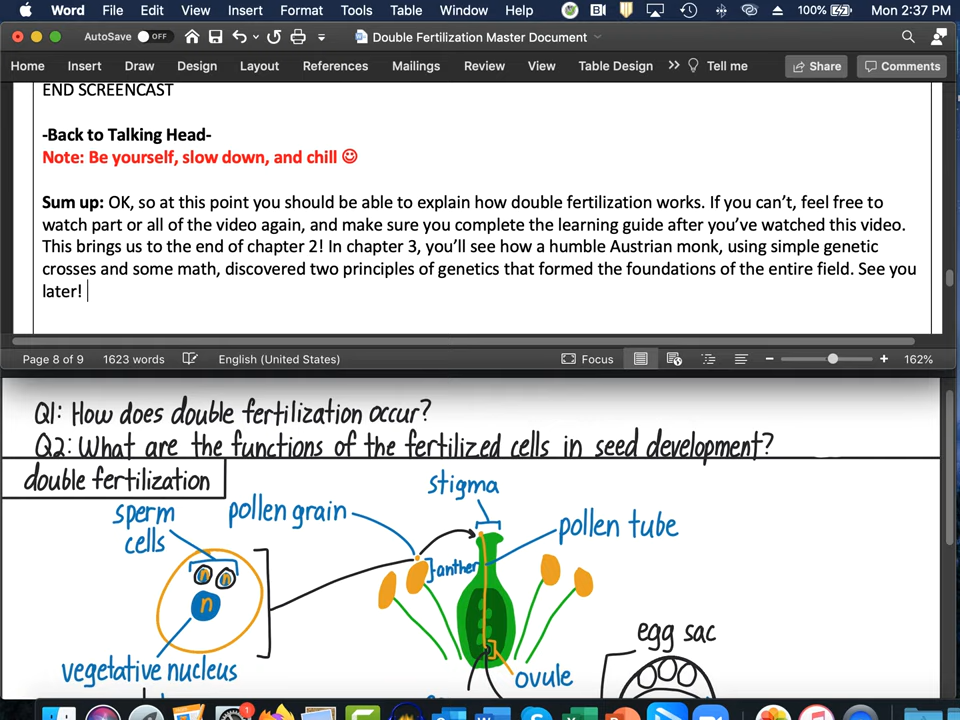 Word File Edit View Insert Format Tools Table Window Help 100% Mon 2:37 PM
AutoSave OFF Double Fertilization Master Document
Home Insert Draw Design Layout References Mailings Review View Table Design Tell me Share Comments
END SCREENCAST
-Back to Talking Head-
Note: Be yourself, slow down, and chill ☺
Sum up: OK, so at this point you should be able to explain how double fertilization works. If you can’t, feel free to
watch part or all of the video again, and make sure you complete the learning guide after you’ve watched this video.
This brings us to the end of chapter 2! In chapter 3, you’ll see how a humble Austrian monk, using simple genetic
crosses and some math, discovered two principles of genetics that formed the foundations of the entire field. See you
later!
Page 8 of 9 1623 words English (United States) Focus 162%
Q1: How does double fertilization occur?
Q2: What are the functions of the fertilized cells in seed development?
double fertilization
stigma
sperm
cells
pollen grain
pollen tube
anther
n
n
n
egg sac
vegetative nucleus
ovule
1